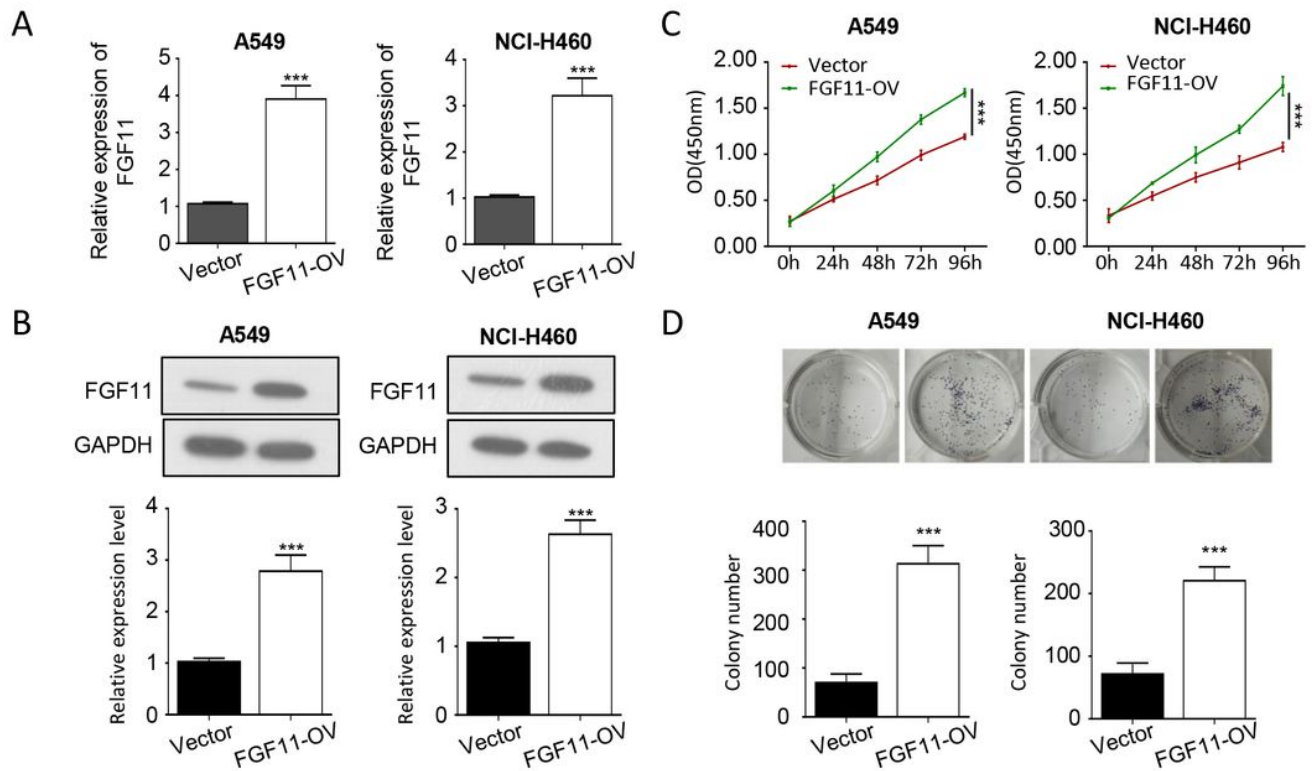 A
A549
Relative expression of
FGF11
5
4
3
2
1
0
***
Vector
FGF11-OV
NCI-H460
Relative expression of
FGF11
4
3
2
1
0
***
Vector
FGF11-OV
B
A549
FGF11
GAPDH
NCI-H460
FGF11
GAPDH
Relative expression level
4
3
2
1
0
***
Vector
FGF11-OV
Relative expression level
3
2
1
0
***
Vector
FGF11-OV
C
A549
OD(450nm)
2.00
1.50
1.00
0.50
0.00
Vector
FGF11-OV
***
0h 24h 48h 72h 96h
NCI-H460
OD(450nm)
2.00
1.50
1.00
0.50
0.00
Vector
FGF11-OV
***
0h 24h 48h 72h 96h
D
A549
NCI-H460
Colony number
400
300
200
100
0
***
Vector
FGF11-OV
Colony number
300
200
100
0
***
Vector
FGF11-OV